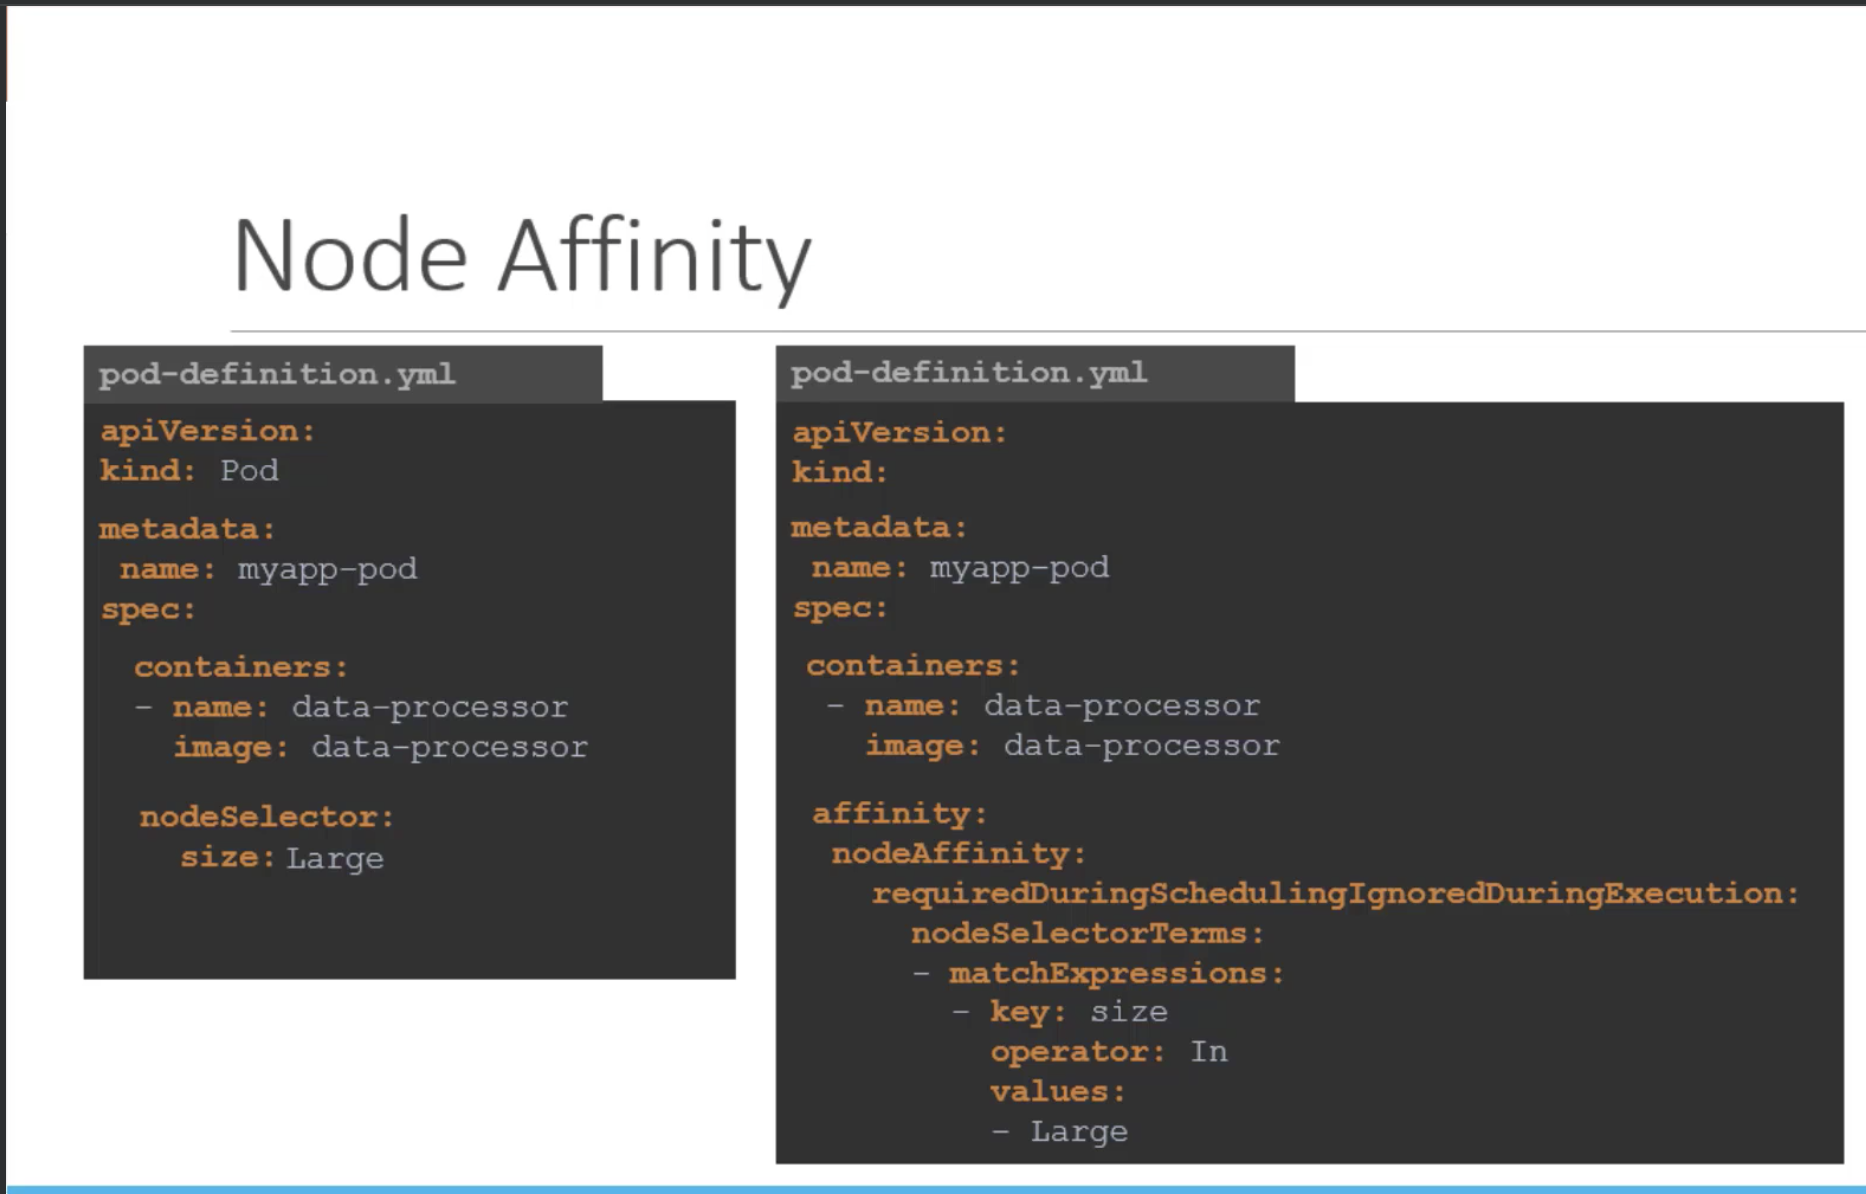 Node Affinity
pod-definition.yml
apiVersion:
kind: Pod
metadata:
name: myapp-pod
spec:
containers:
- name: data-processor
image: data-processor
nodeSelector:
size: Large
pod-definition.yml
apiVersion:
kind:
metadata:
name: myapp-pod
spec:
containers:
- name: data-processor
image: data-processor
affinity:
nodeAffinity:
requiredDuringSchedulingIgnoredDuringExecution:
nodeSelectorTerms:
- matchExpressions:
- key: size
operator: In
values:
- Large